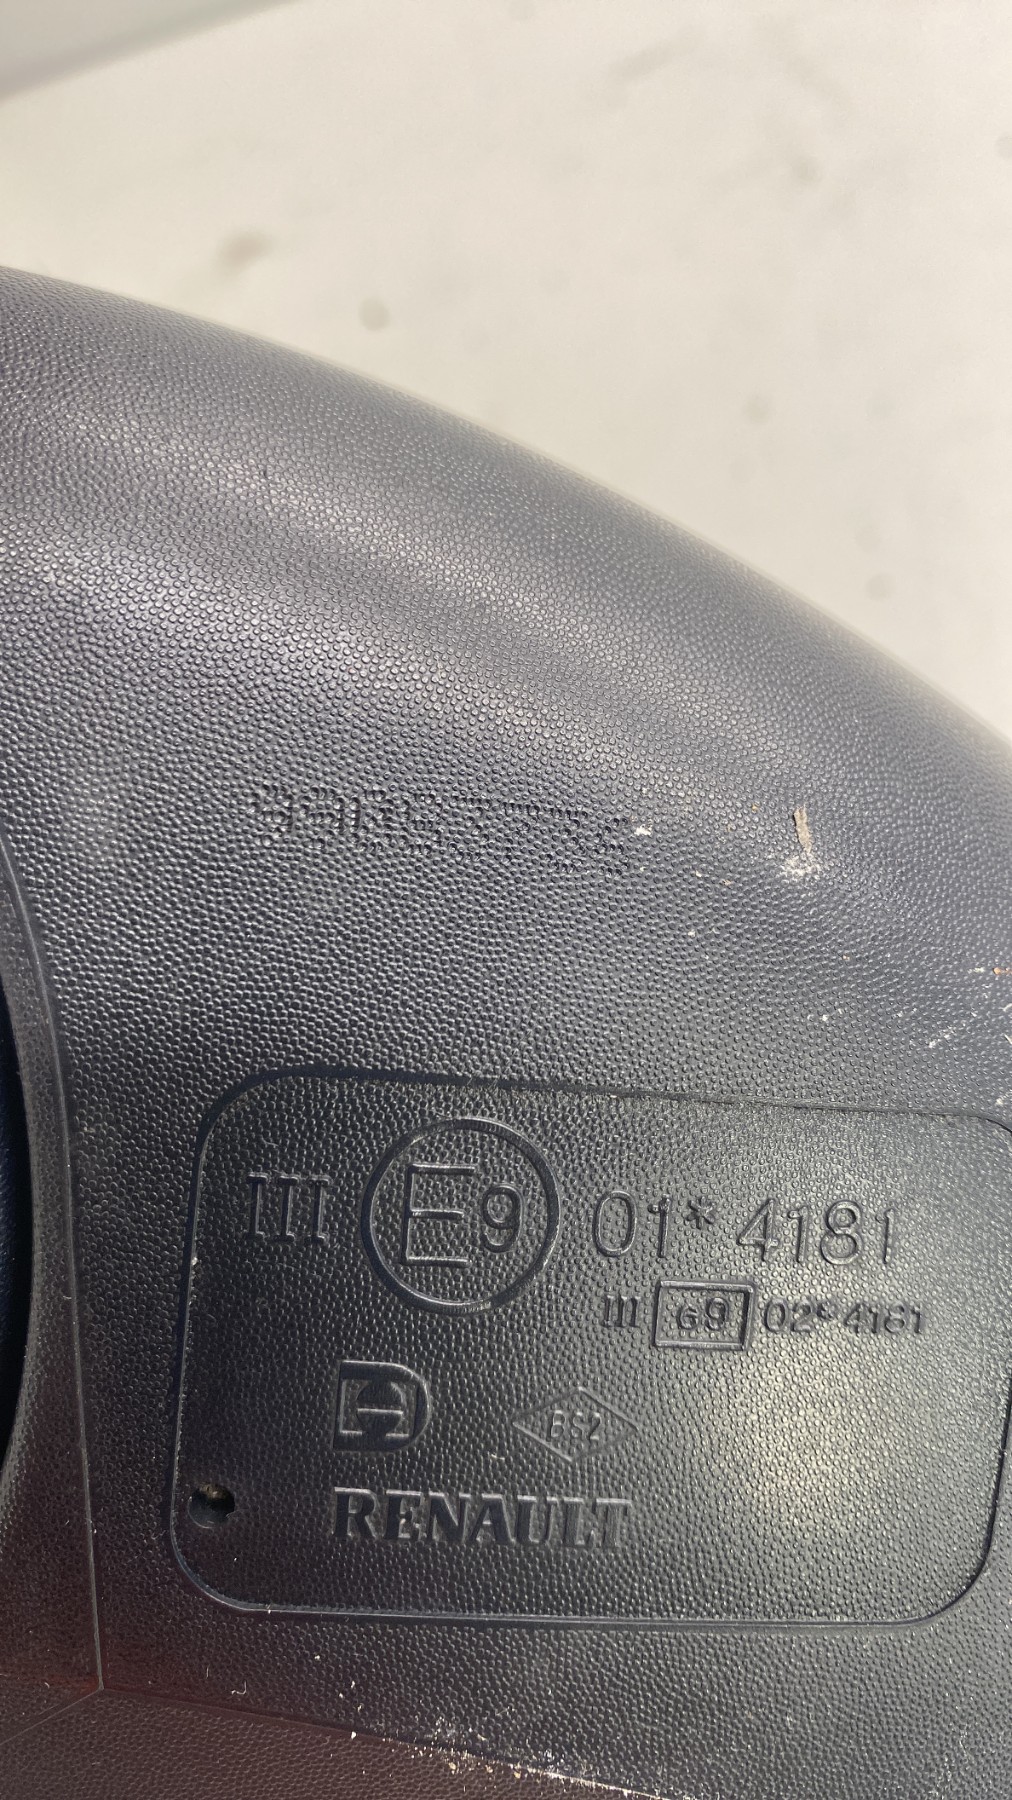 III E9 01*4181
III e9 02*4181
BS2
RENAULT